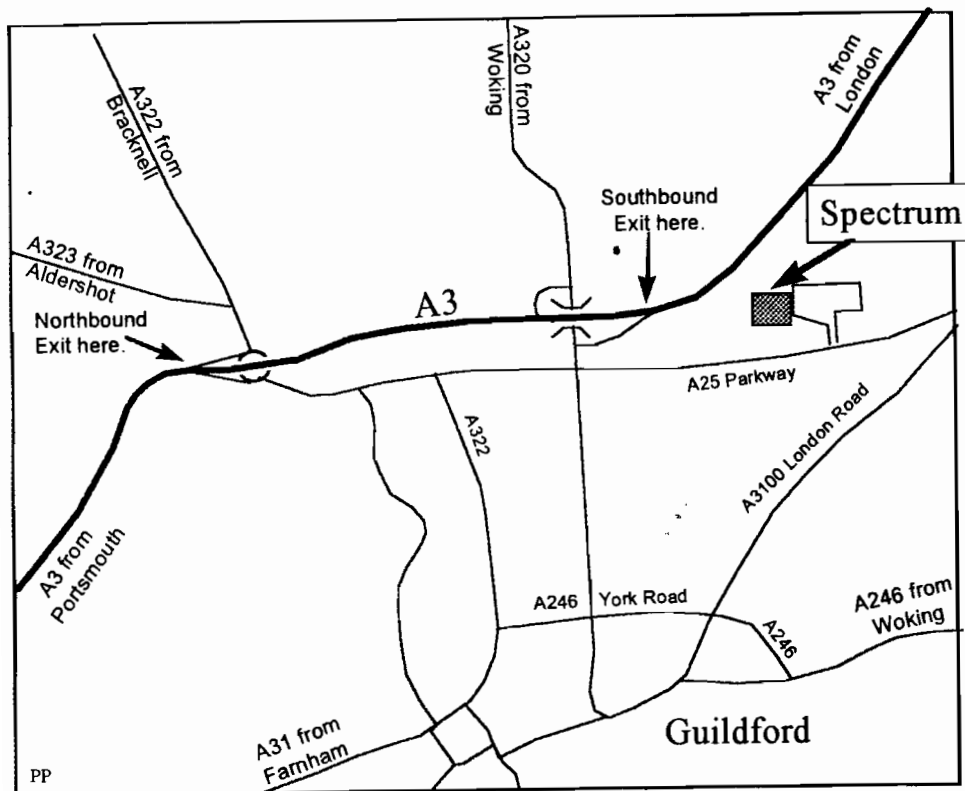 A322 from
Bracknell
A320 from
Woking
A3 from
London
Southbound
Exit here.
Spectrum
A323 from
Aldershot
A3
Northbound
Exit here.
A25 Parkway
A322
A3100 London Road
A3 from
Portsmouth
A246
York Road
A246
A246 from
Woking
A31 from
Farnham
Guildford
PP